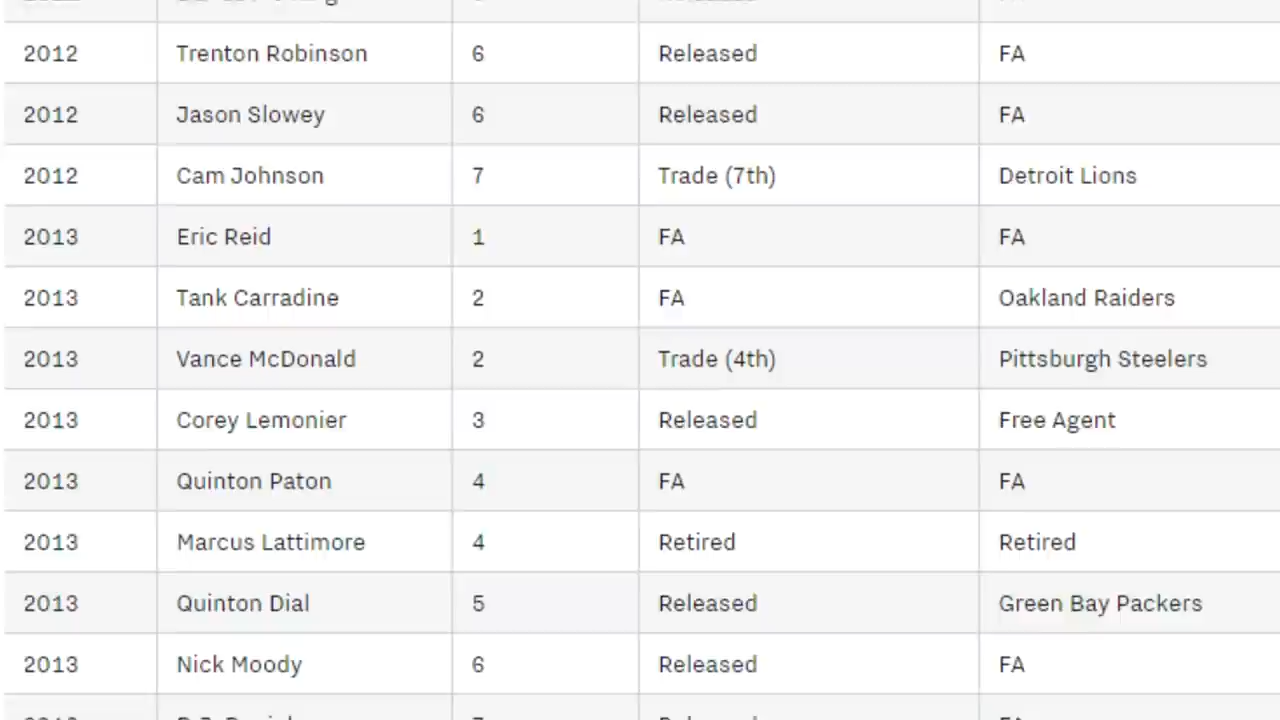 2012 Trenton Robinson 6 Released FA
2012 Jason Slowey 6 Released FA
2012 Cam Johnson 7 Trade (7th) Detroit Lions
2013 Eric Reid 1 FA FA
2013 Tank Carradine 2 FA Oakland Raiders
2013 Vance McDonald 2 Trade (4th) Pittsburgh Steelers
2013 Corey Lemonier 3 Released Free Agent
2013 Quinton Paton 4 FA FA
2013 Marcus Lattimore 4 Retired Retired
2013 Quinton Dial 5 Released Green Bay Packers
2013 Nick Moody 6 Released FA